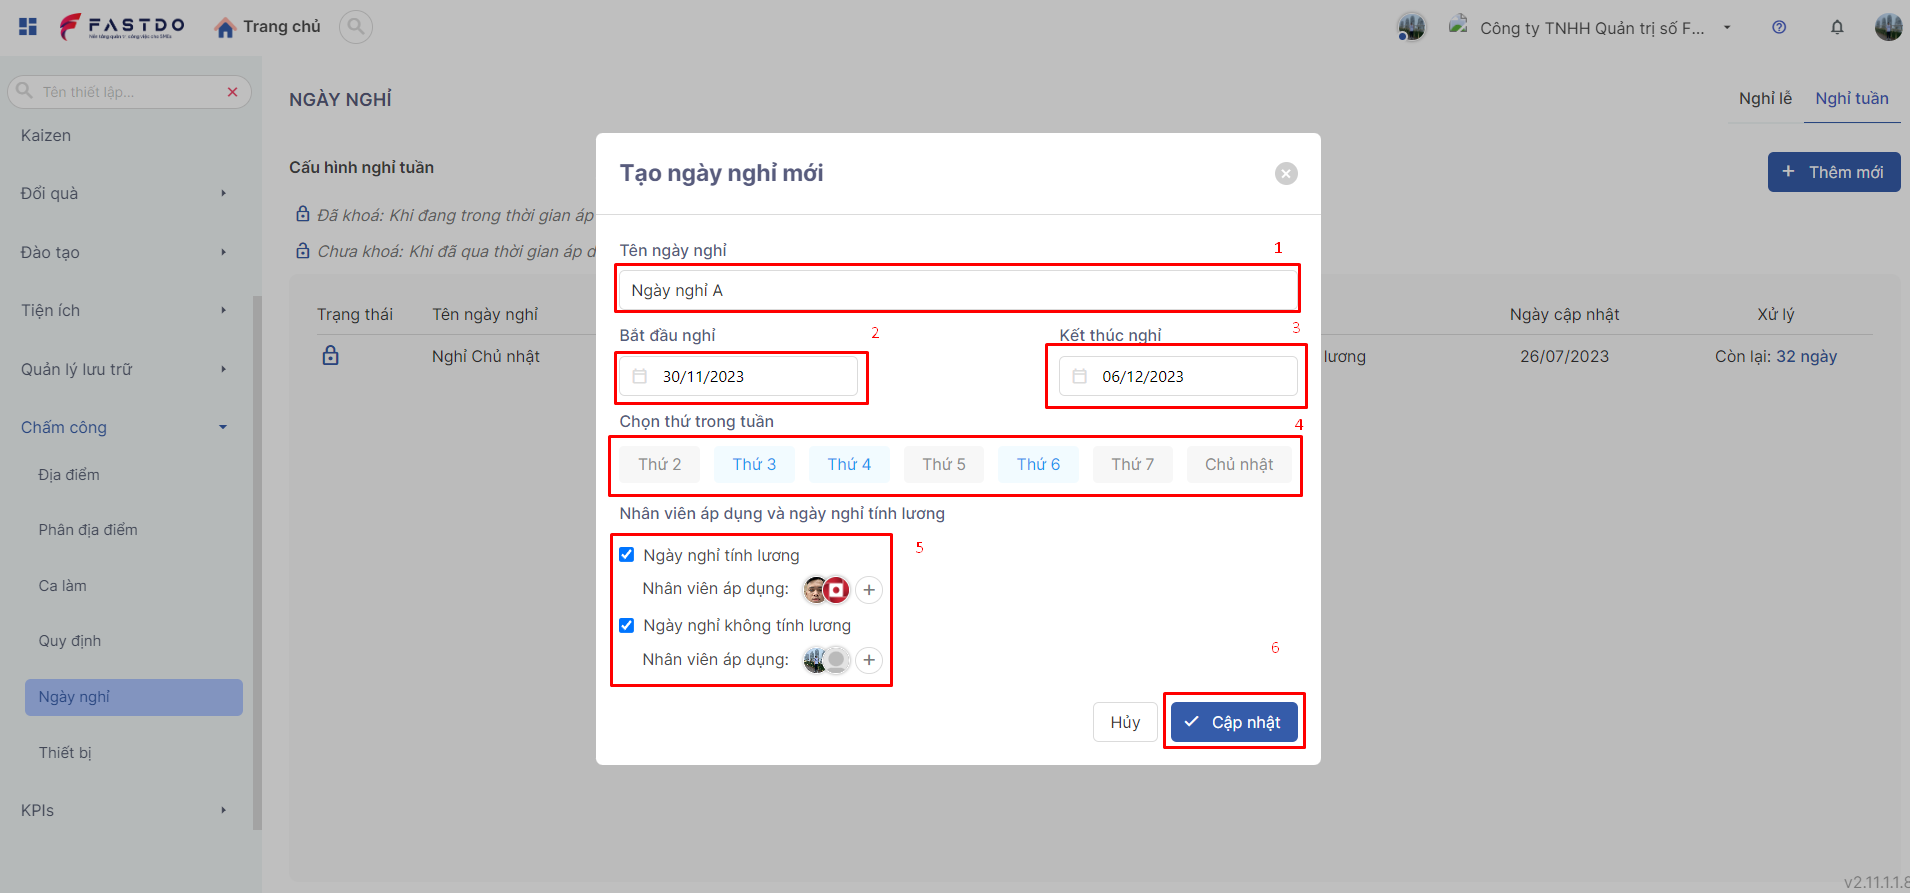 FASTDO
Trang chủ
Công ty TNHH Quản trị số F...
Tên thiết lập...
Kaizen
Đổi quà
Đào tạo
Tiện ích
Quản lý lưu trữ
Chấm công
Địa điểm
Phân địa điểm
Ca làm
Quy định
Ngày nghỉ
Thiết bị
KPIs
NGÀY NGHỈ
Nghỉ lễ
Nghỉ tuần
Cấu hình nghỉ tuần
Thêm mới
Đã khoá: Khi đang trong thời gian áp
Chưa khoá: Khi đã qua thời gian áp d
Trạng thái
Tên ngày nghỉ
Ngày cập nhật
Xử lý
Nghỉ Chủ nhật
lương
26/07/2023
Còn lại: 32 ngày
Tạo ngày nghỉ mới
Tên ngày nghỉ
1
Ngày nghỉ A
Bắt đầu nghỉ
2
Kết thúc nghỉ
3
30/11/2023
06/12/2023
Chọn thứ trong tuần
4
Thứ 2
Thứ 3
Thứ 4
Thứ 5
Thứ 6
Thứ 7
Chủ nhật
Nhân viên áp dụng và ngày nghỉ tính lương
5
Ngày nghỉ tính lương
Nhân viên áp dụng:
Ngày nghỉ không tính lương
Nhân viên áp dụng:
6
Hủy
Cập nhật
v2.11.1.1.8